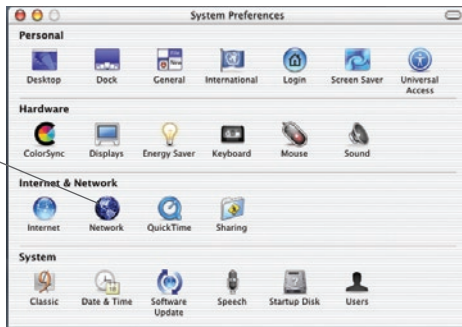 System Preferences
Personal
Desktop Dock General International Login Screen Saver Universal Access
Hardware
ColorSync Displays Energy Saver Keyboard Mouse Sound
Internet & Network
Internet Network QuickTime Sharing
System
Classic Date & Time Software Update Speech Startup Disk Users